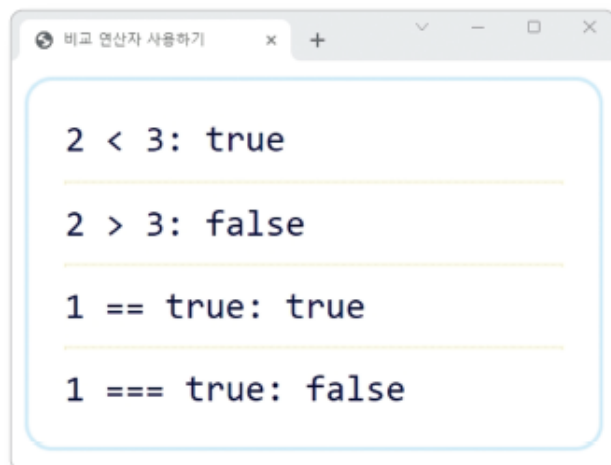 비교 연산자 사용하기
2 < 3: true
2 > 3: false
1 == true: true
1 === true: false